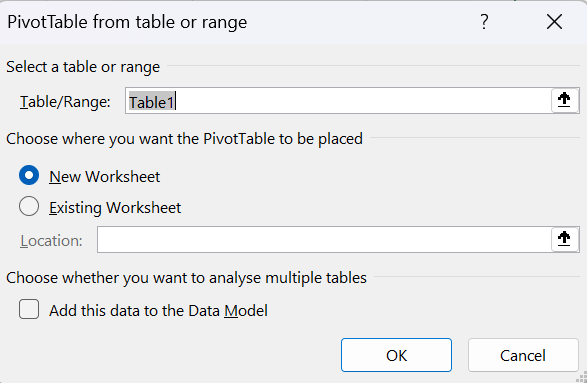 PivotTable from table or range ?
Select a table or range
Table/Range: Table1
Choose where you want the PivotTable to be placed
New Worksheet
Existing Worksheet
Location:
Choose whether you want to analyse multiple tables
Add this data to the Data Model
OK Cancel